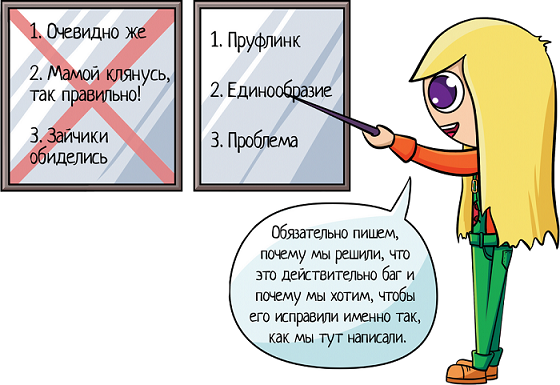 1. Очевидно же
2. Мамой клянусь,
так правильно!
3. Зайчики
обиделись
1. Пруфлинк
2. Единообразие
3. Проблема
Обязательно пишем,
почему мы решили, что
это действительно баг и
почему мы хотим, чтобы
его исправили именно так,
как мы тут написали.